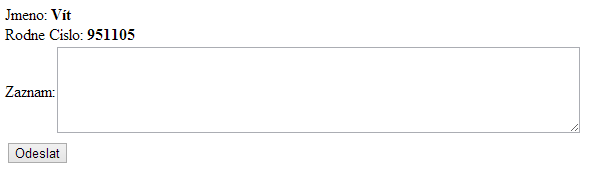 Jmeno: Vít
Rodne Cislo: 951105
Zaznam:
Odeslat